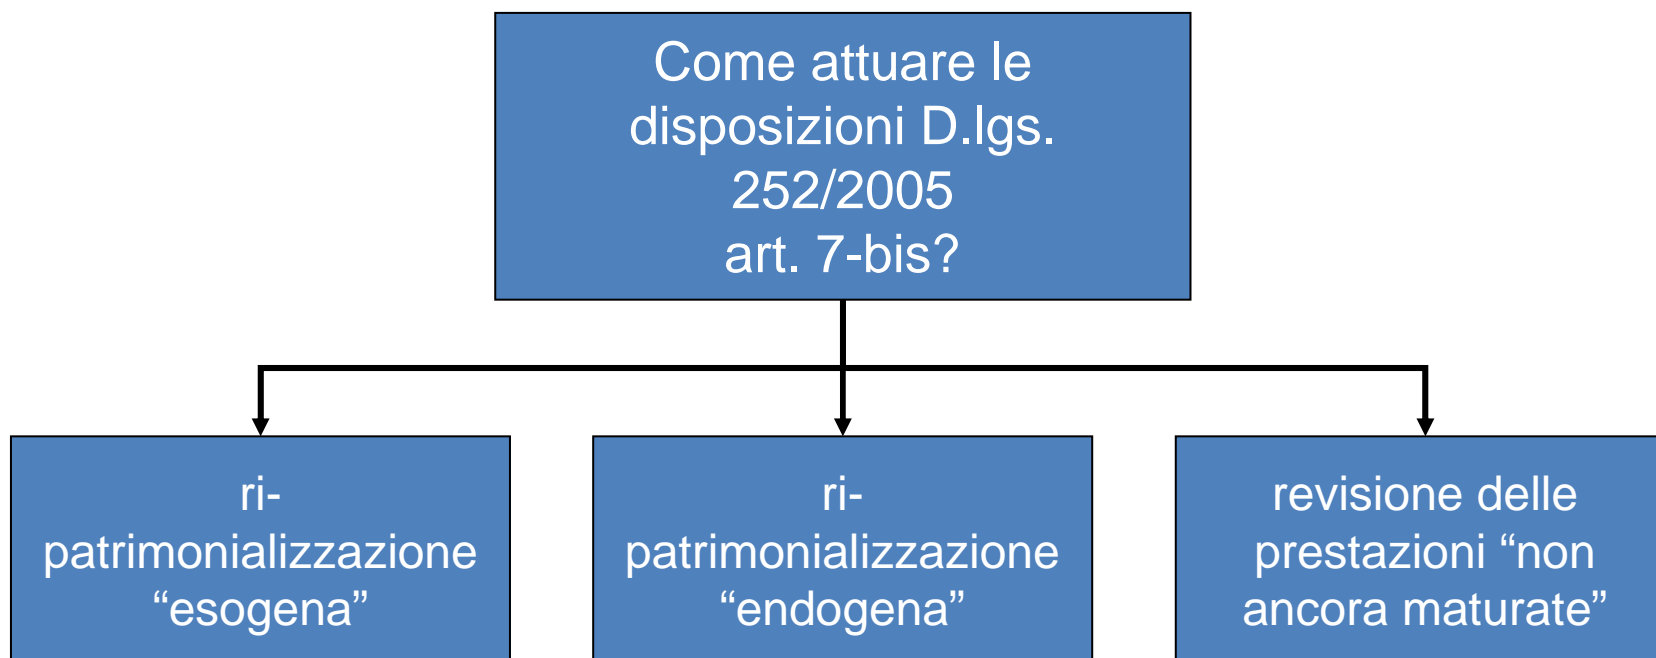 Come attuare le
disposizioni D.lgs.
252/2005
art. 7-bis?
ri-
patrimonializzazione
“esogena”
ri-
patrimonializzazione
“endogena”
revisione delle
prestazioni “non
ancora maturate”